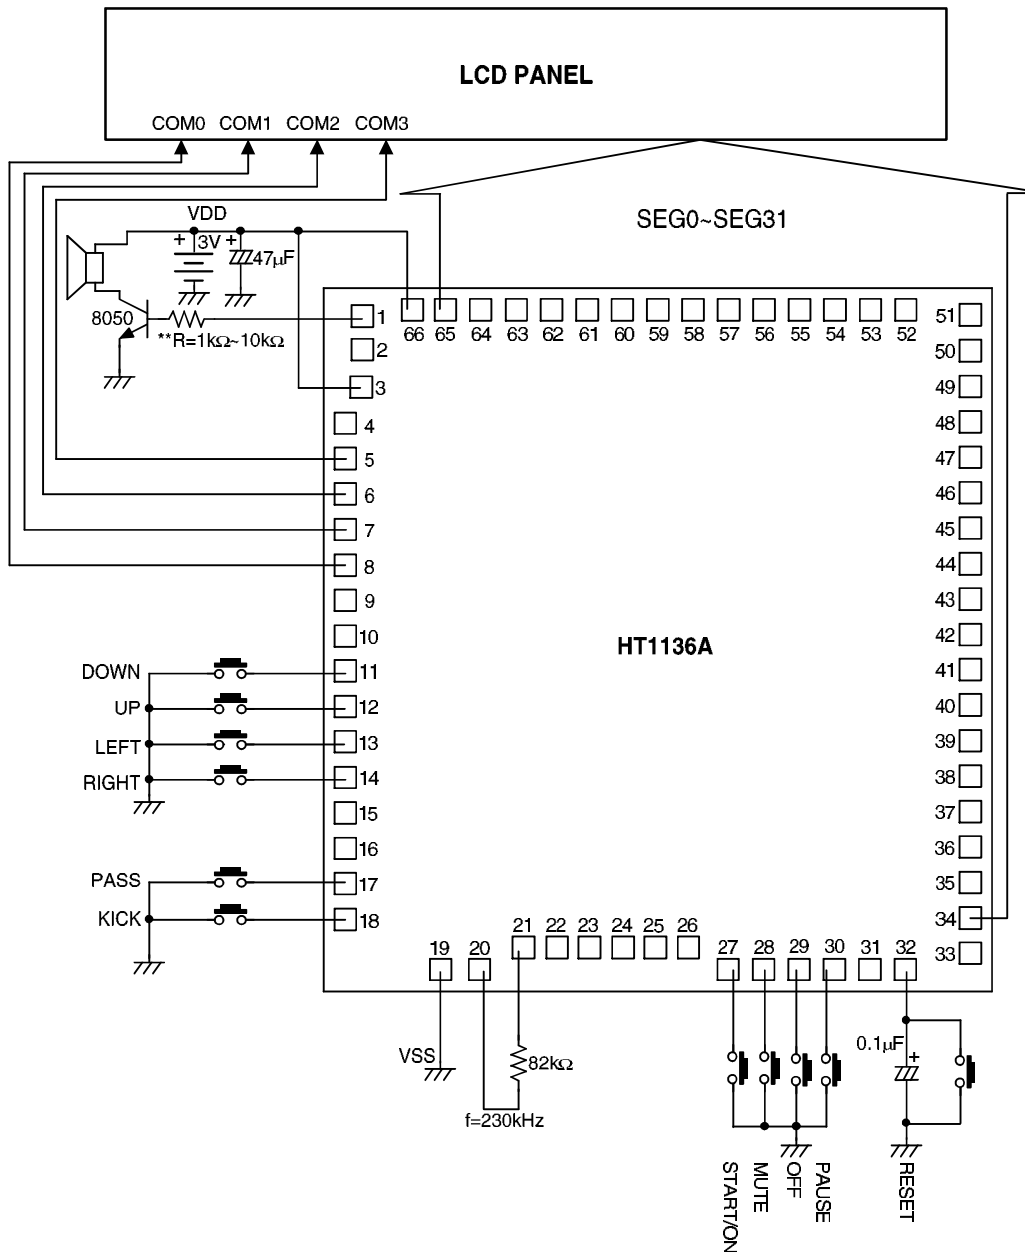 LCD PANEL
COM0 COM1 COM2 COM3
SEG0~SEG31
VDD
+ 3V + 47µF
8050
**R=1kΩ~10kΩ
1
2
3
4
5
6
7
8
9
10
11
12
13
14
15
16
17
18
66 65 64 63 62 61 60 59 58 57 56 55 54 53 52
51
50
49
48
47
46
45
44
43
42
41
40
39
38
37
36
35
34
33
HT1136A
DOWN
UP
LEFT
RIGHT
PASS
KICK
19 20 21 22 23 24 25 26 27 28 29 30 31 32
VSS
82kΩ
f=230kHz
0.1µF +
START/ON
MUTE
OFF
PAUSE
RESET